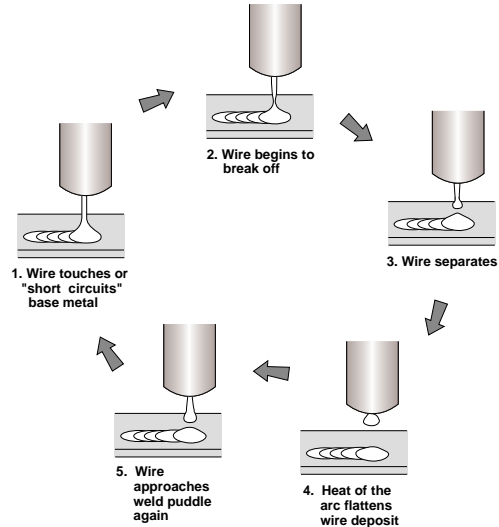 1. Wire touches or
"short circuits"
base metal
2. Wire begins to
break off
3. Wire separates
4. Heat of the
arc flattens
wire deposit
5. Wire
approaches
weld puddle
again